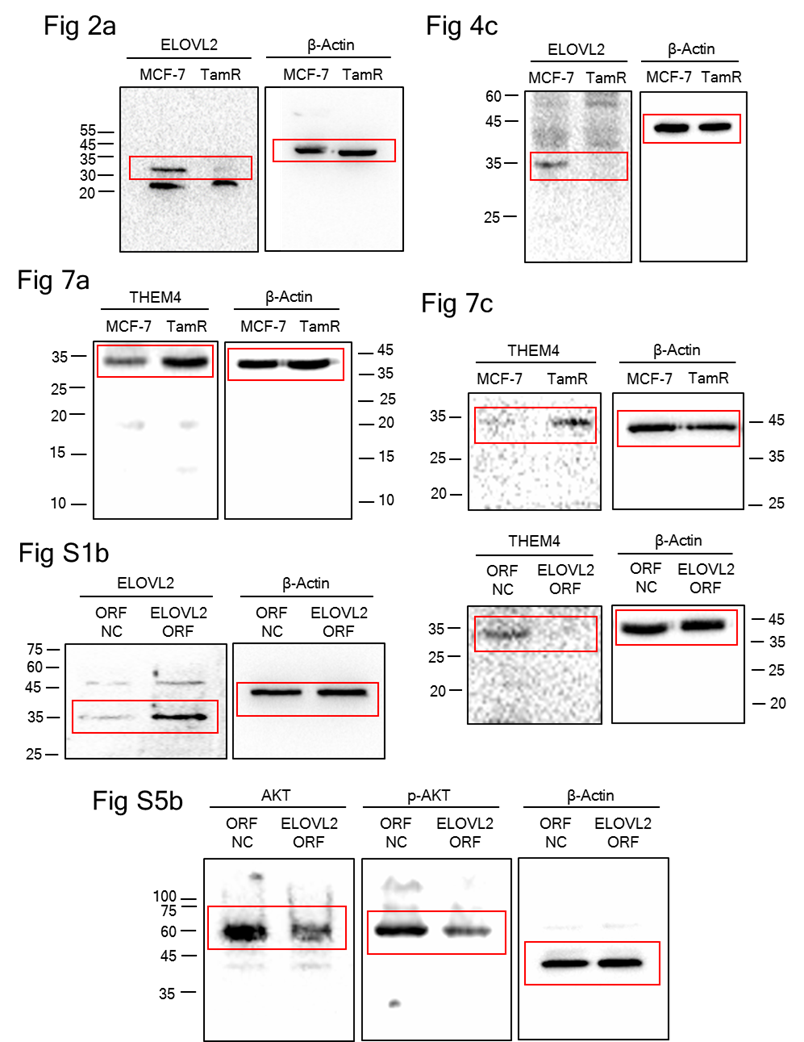 Fig 2a
ELOVL2
β-Actin
MCF-7 TamR
MCF-7 TamR
55
45
35
30
20
Fig 4c
ELOVL2
β-Actin
MCF-7 TamR
MCF-7 TamR
60
45
35
25
Fig 7a
THEM4
β-Actin
MCF-7 TamR
MCF-7 TamR
35
25
20
15
10
45
35
25
20
15
10
Fig 7c
THEM4
β-Actin
MCF-7 TamR
MCF-7 TamR
35
25
20
45
35
25
THEM4
β-Actin
ORF ELOVL2
NC ORF
ORF ELOVL2
NC ORF
35
25
20
45
35
25
20
Fig S1b
ELOVL2
β-Actin
ORF ELOVL2
NC ORF
ORF ELOVL2
NC ORF
75
60
45
35
25
Fig S5b
AKT
p-AKT
β-Actin
ORF ELOVL2
NC ORF
ORF ELOVL2
NC ORF
ORF ELOVL2
NC ORF
100
75
60
45
35